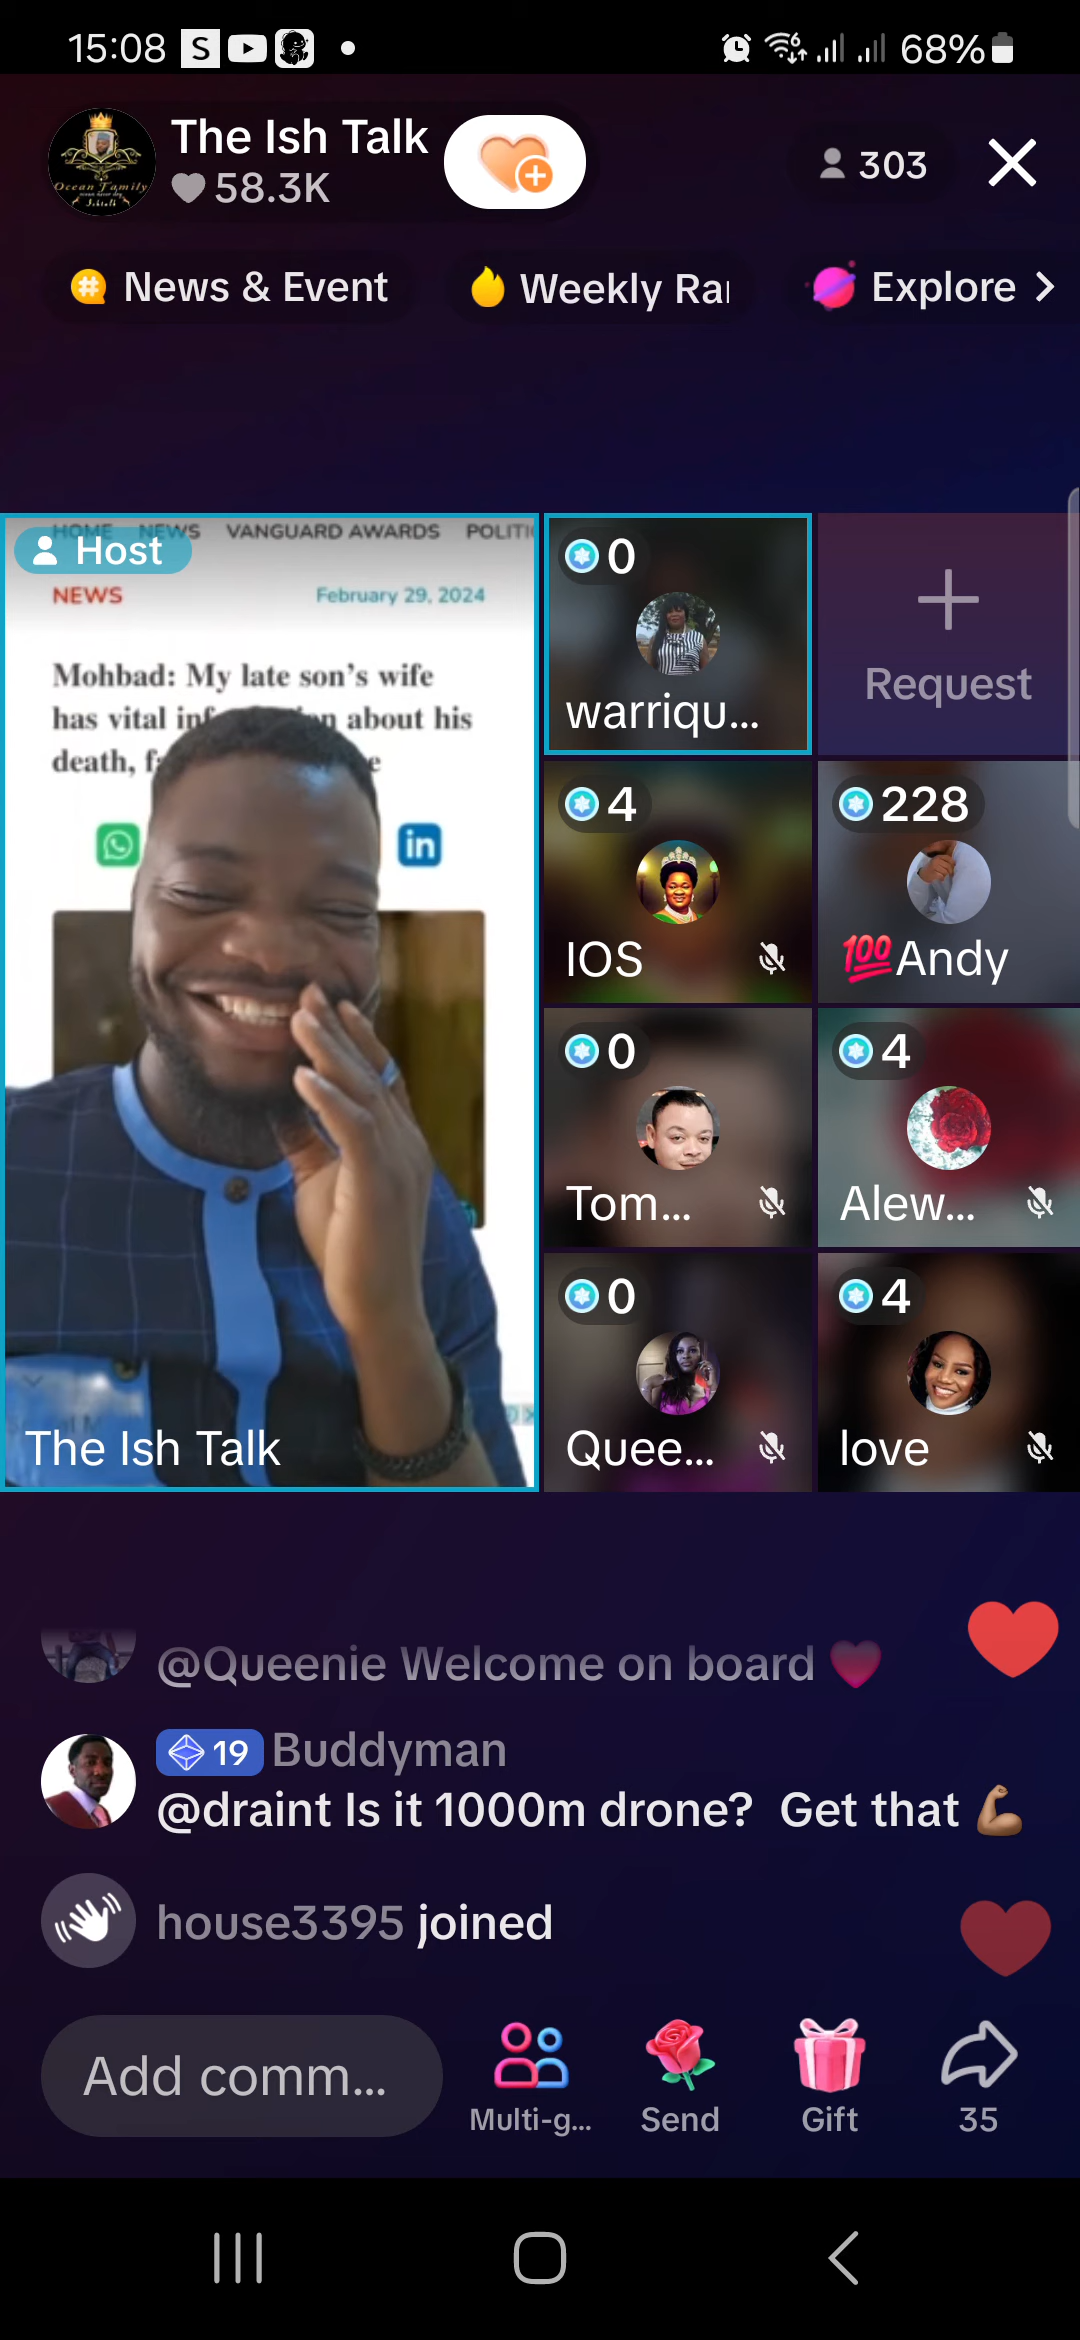 15:08
68%
The Ish Talk
58.3K
303
Ocean Family
News & Event
Weekly Ra
Explore
HOME NEWS VANGUARD AWARDS POLITI
Host
NEWS
February 29, 2024
Mohbad: My late son's wife
has vital in about his
death,
in
The Ish Talk
0
warriqu...
Request
4
IOS
228
💯Andy
0
Tom...
4
Alew...
0
Quee...
4
love
@Queenie Welcome on board ❤️
19 Buddyman
@draint Is it 1000m drone? Get that 💪🏾
house3395 joined
Add comm...
Multi-g...
Send
Gift
35